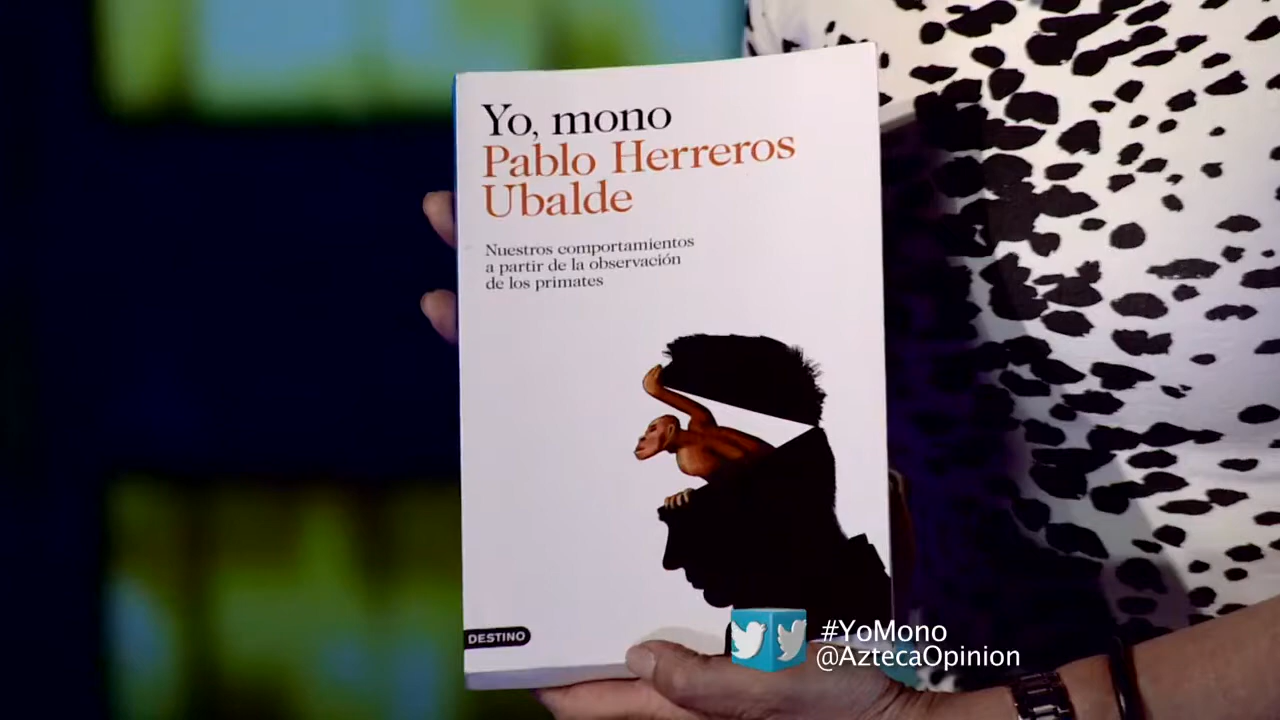 Yo, mono
Pablo Herreros
Ubalde
Nuestros comportamientos
a partir de la observación
de los primates
DESTINO
#YoMono
@AztecaOpinion